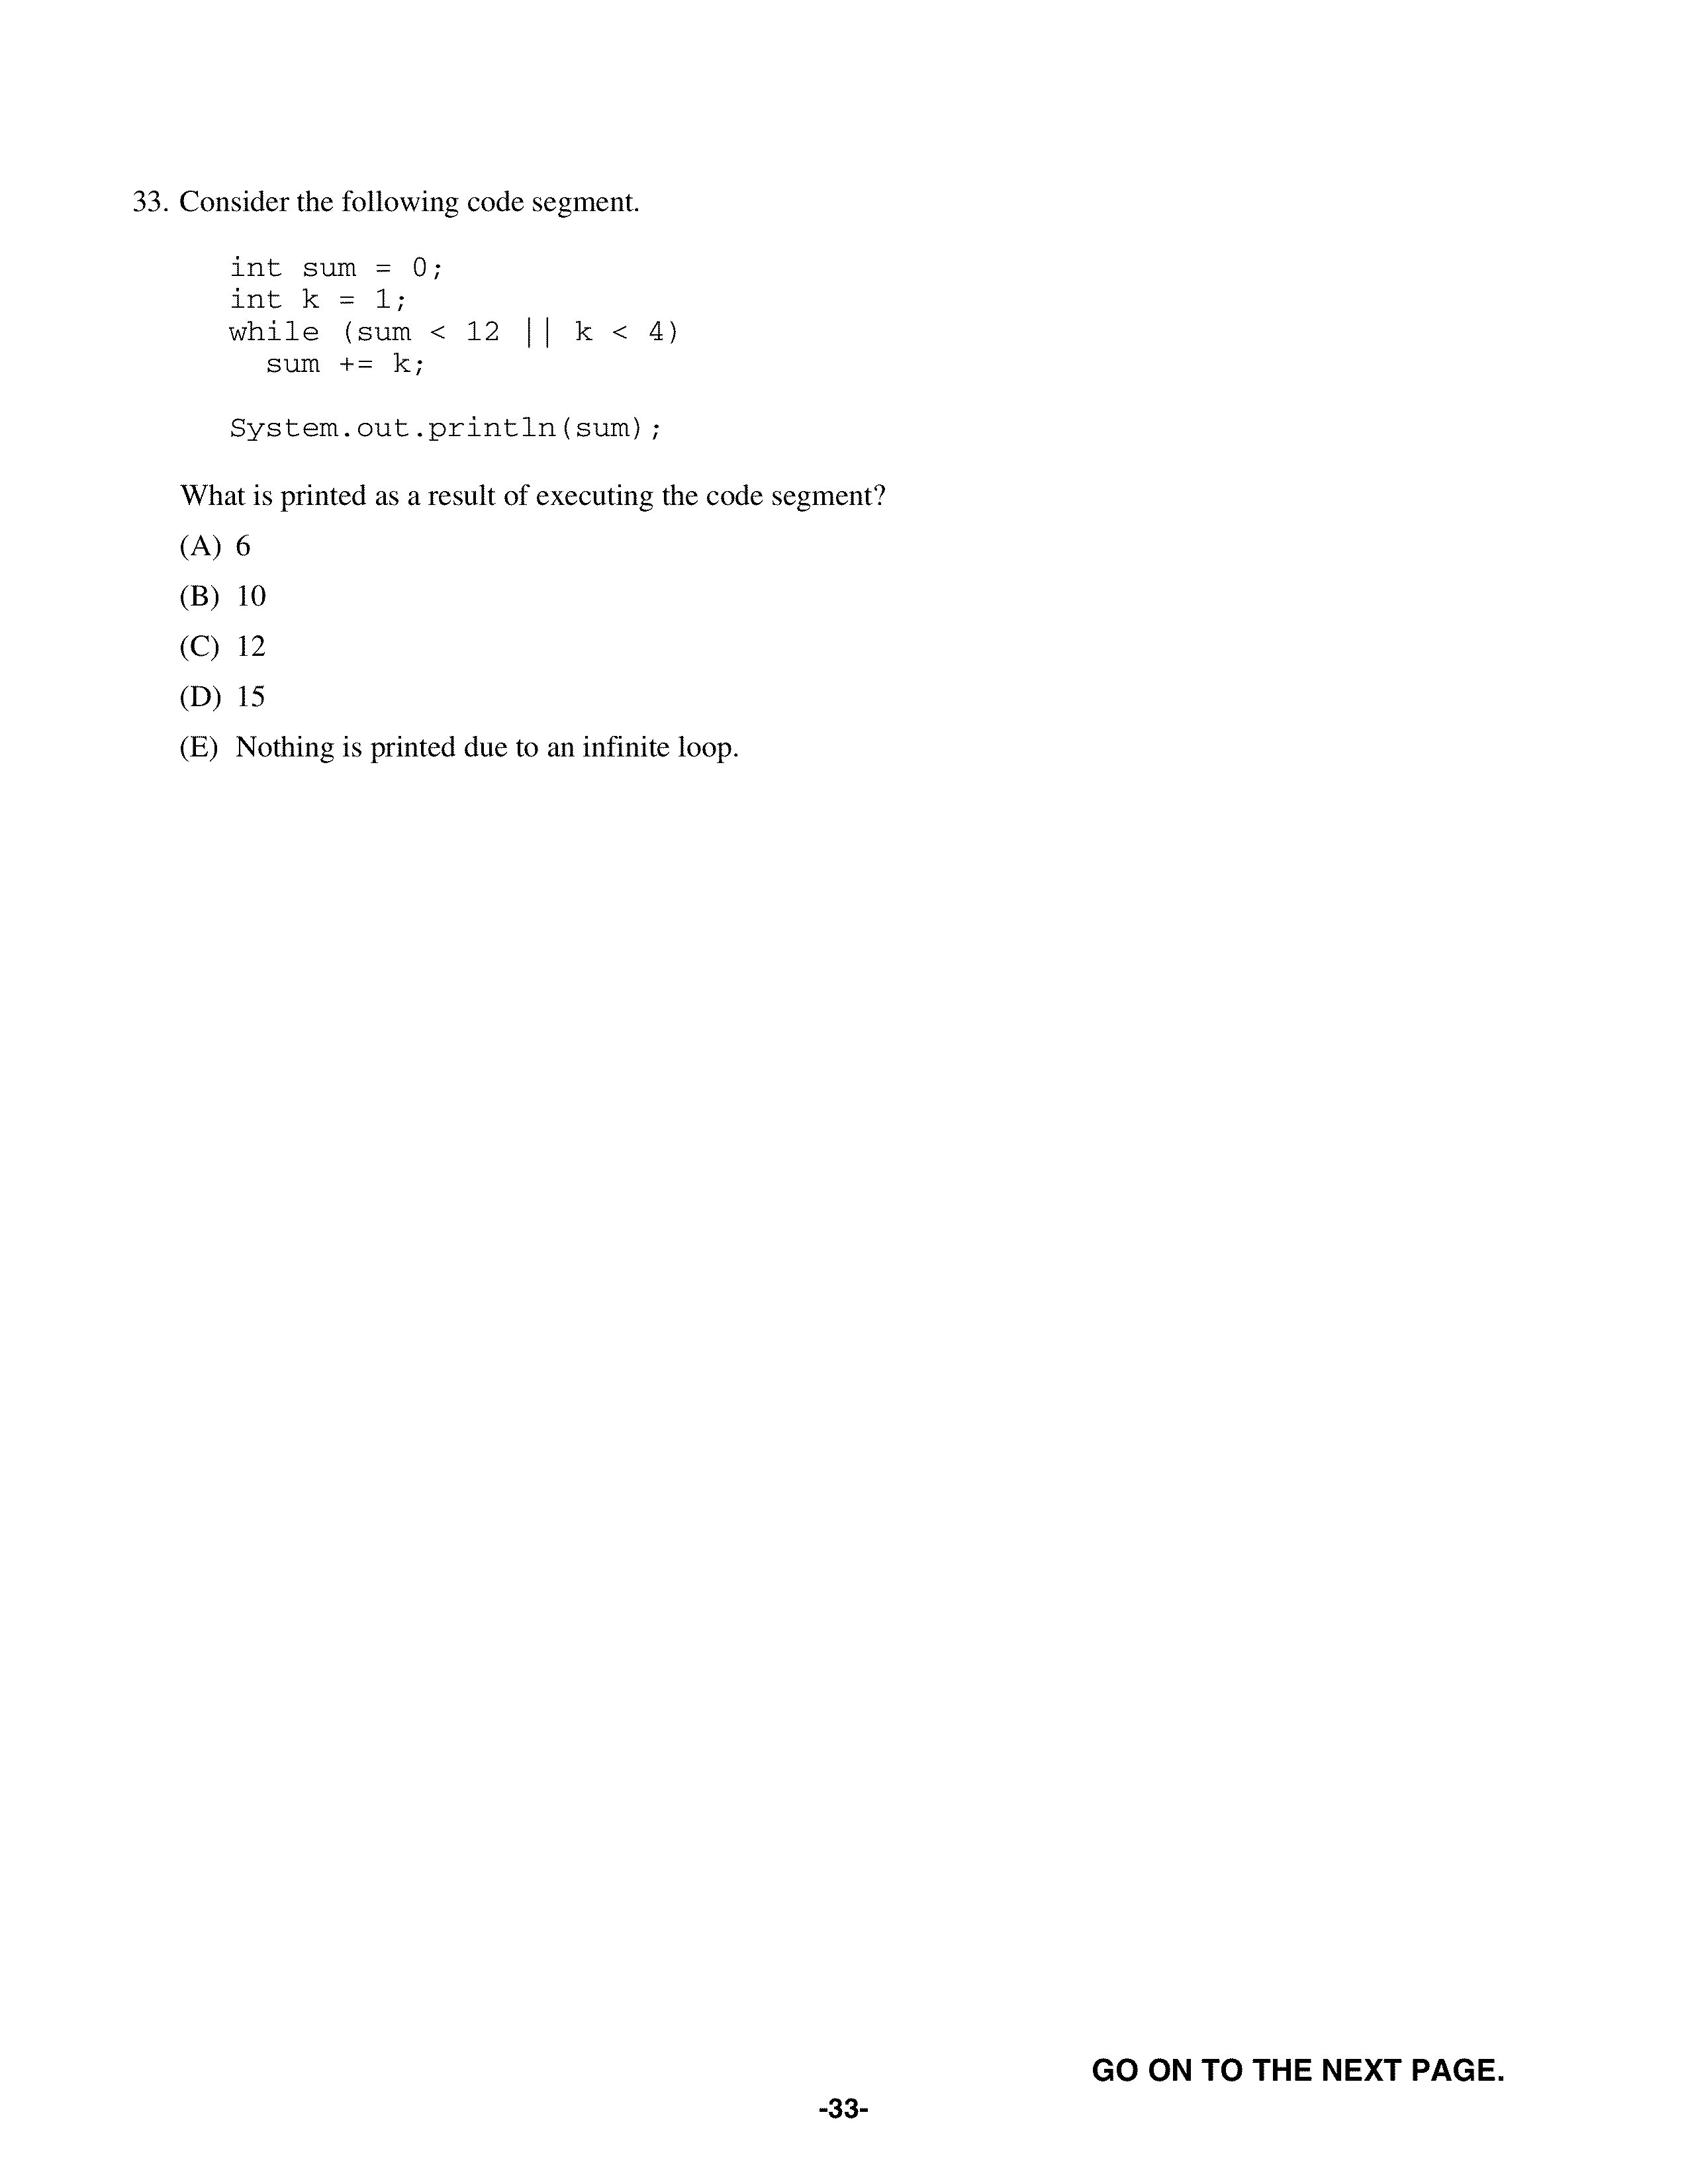 33. Consider the following code segment.
int sum = 0;
int k = 1;
while (sum < 12 || k < 4)
  sum += k;
System.out.println(sum);
What is printed as a result of executing the code segment?
(A) 6
(B) 10
(C) 12
(D) 15
(E) Nothing is printed due to an infinite loop.
GO ON TO THE NEXT PAGE.
-33-